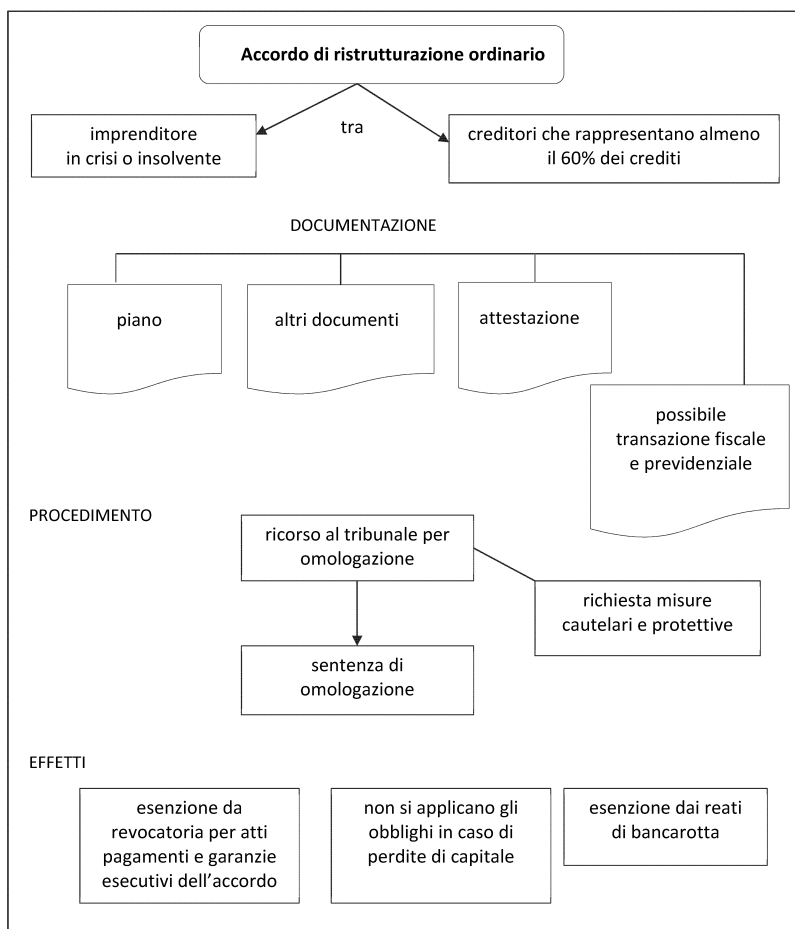 Accordo di ristrutturazione ordinario
imprenditore
in crisi o insolvente
tra
creditori che rappresentano almeno
il 60% dei crediti
DOCUMENTAZIONE
piano
altri documenti
attestazione
possibile
transazione fiscale
e previdenziale
PROCEDIMENTO
ricorso al tribunale per
omologazione
richiesta misure
cautelari e protettive
sentenza di
omologazione
EFFETTI
esenzione da
revocatoria per atti
pagamenti e garanzie
esecutivi dell’accordo
non si applicano gli
obblighi in caso di
perdite di capitale
esenzione dai reati
di bancarotta